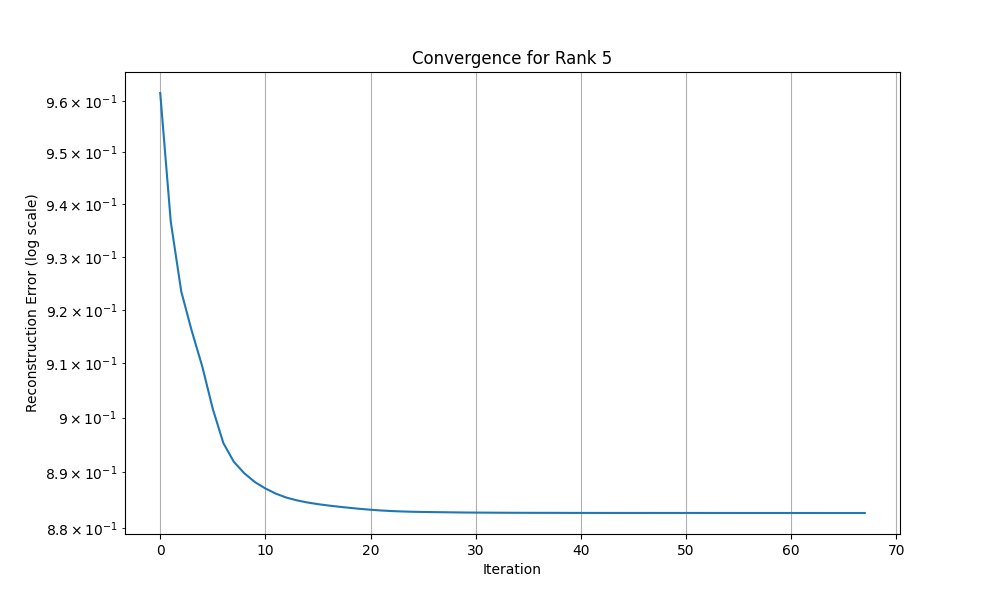 Convergence for Rank 5
Reconstruction Error (log scale)
9.6 × 10⁻¹
9.5 × 10⁻¹
9.4 × 10⁻¹
9.3 × 10⁻¹
9.2 × 10⁻¹
9.1 × 10⁻¹
9 × 10⁻¹
8.9 × 10⁻¹
8.8 × 10⁻¹
0 10 20 30 40 50 60 70
Iteration